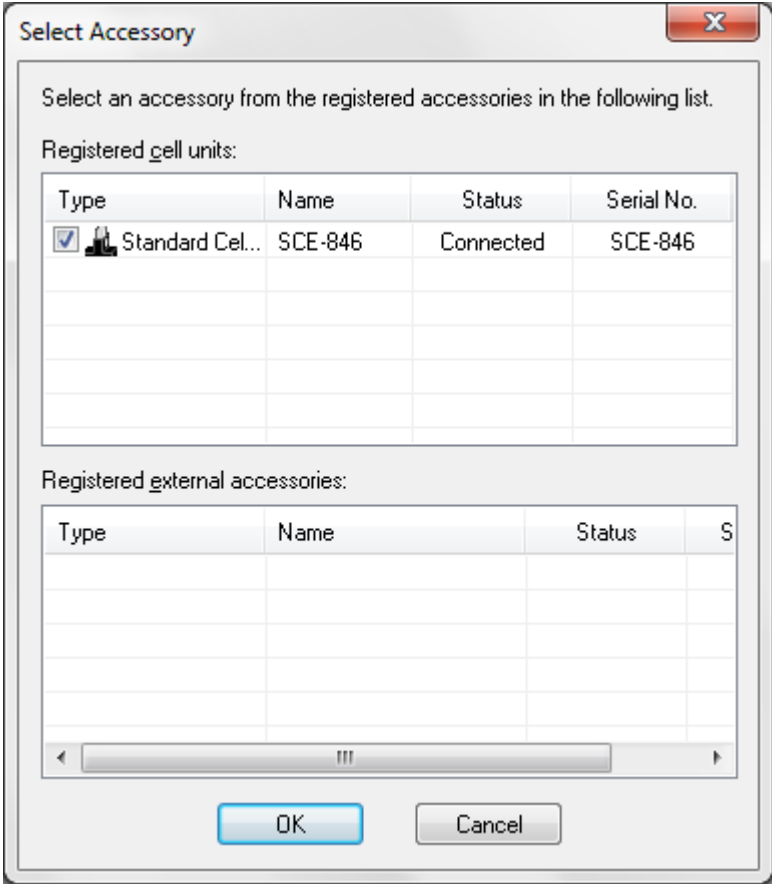 Select Accessory
Select an accessory from the registered accessories in the following list.
Registered cell units:
Type Name Status Serial No.
Standard Cel... SCE-846 Connected SCE-846
Registered external accessories:
Type Name Status S
OK Cancel